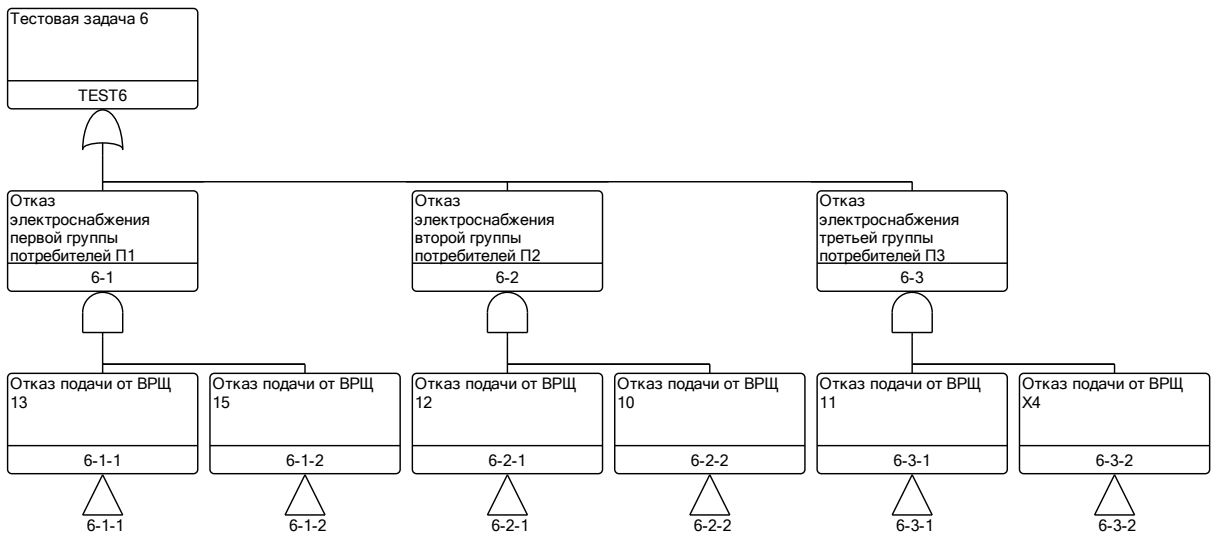 Тестовая задача 6
TEST6
Отказ
электроснабжения
первой группы
потребителей П1
6-1
Отказ
электроснабжения
второй группы
потребителей П2
6-2
Отказ
электроснабжения
третьей группы
потребителей П3
6-3
Отказ подачи от ВРЩ
13
6-1-1
6-1-1
Отказ подачи от ВРЩ
15
6-1-2
6-1-2
Отказ подачи от ВРЩ
12
6-2-1
6-2-1
Отказ подачи от ВРЩ
10
6-2-2
6-2-2
Отказ подачи от ВРЩ
11
6-3-1
6-3-1
Отказ подачи от ВРЩ
Х4
6-3-2
6-3-2